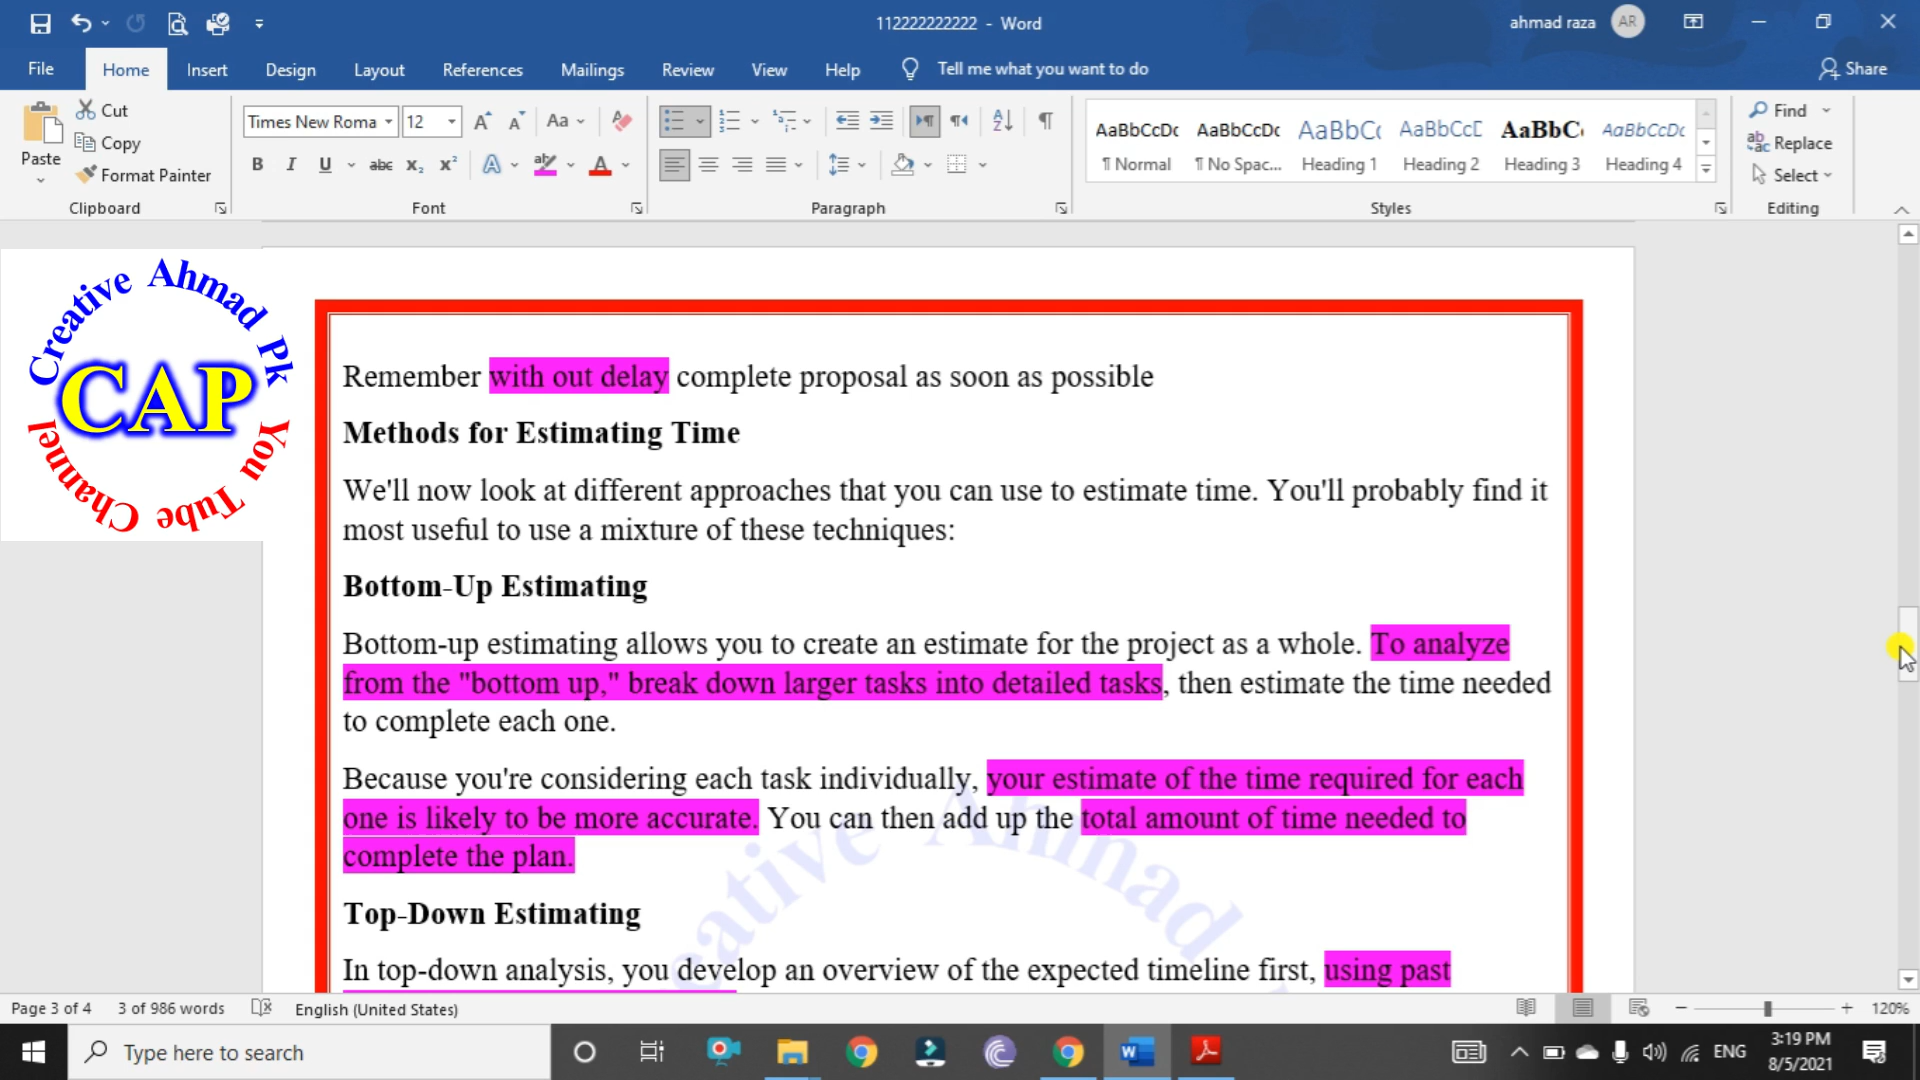 112222222222 - Word
ahmad raza AR
File Home Insert Design Layout References Mailings Review View Help Tell me what you want to do Share
Paste
Cut
Copy
Format Painter
Clipboard
Times New Roma 12 Aa
B I U abc x₂ x² A ab A
Font
Paragraph
AaBbCcDc AaBbCcDc AaBbC( AaBbCcD AaBbC( AaBbCcDc
¶ Normal ¶ No Spac... Heading 1 Heading 2 Heading 3 Heading 4
Styles
Find
Replace
Select
Editing
Creative Ahmad Pk
CAP
You Tube Channel
Remember with out delay complete proposal as soon as possible
Methods for Estimating Time
We'll now look at different approaches that you can use to estimate time. You'll probably find it
most useful to use a mixture of these techniques:
Bottom-Up Estimating
Bottom-up estimating allows you to create an estimate for the project as a whole. To analyze
from the "bottom up," break down larger tasks into detailed tasks, then estimate the time needed
to complete each one.
Because you're considering each task individually, your estimate of the time required for each
one is likely to be more accurate. You can then add up the total amount of time needed to
complete the plan.
Top-Down Estimating
In top-down analysis, you develop an overview of the expected timeline first, using past
eative Ahmad
Page 3 of 4 3 of 986 words English (United States) 120%
Type here to search
ENG
3:19 PM
8/5/2021